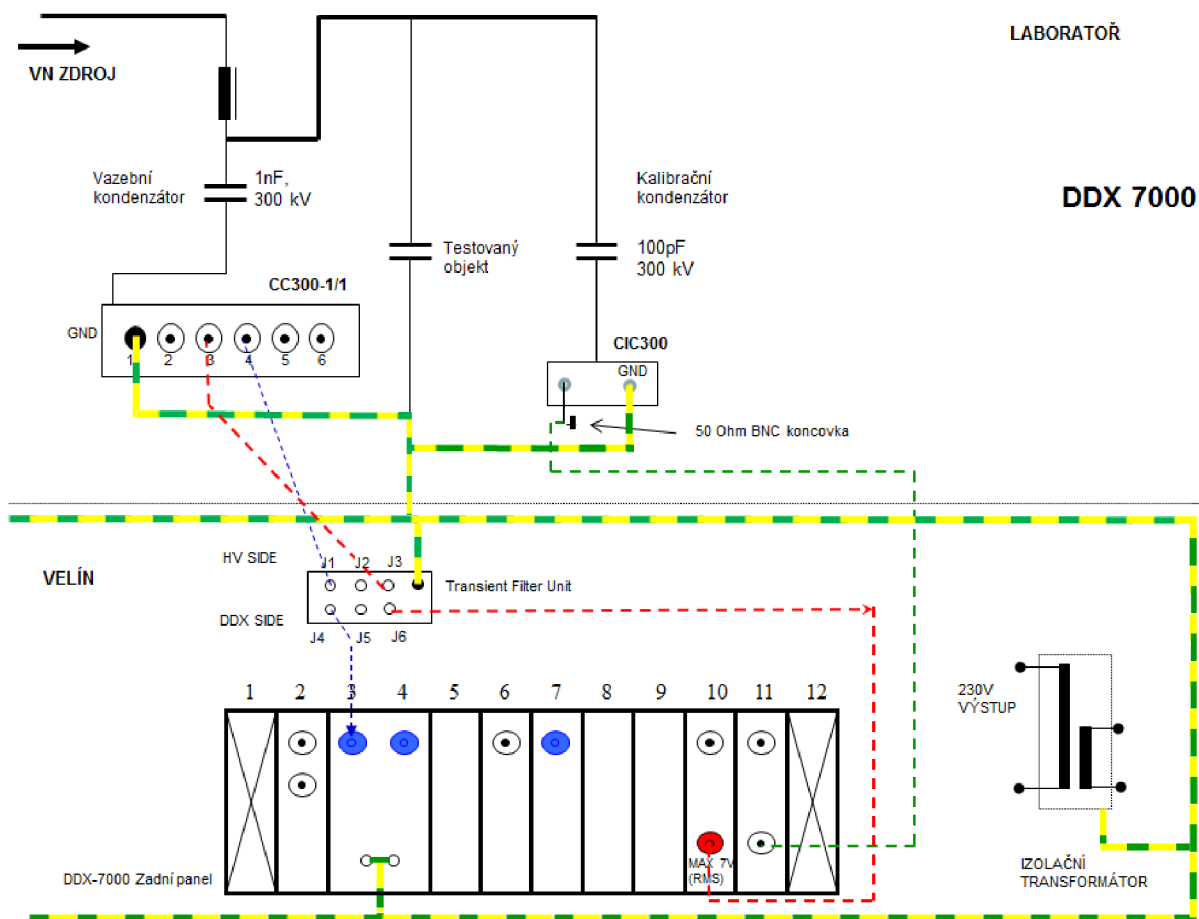 LABORATOŘ
VN ZDROJ
DDX 7000
Vazební
kondenzátor
1nF,
300 kV
Kalibrační
kondenzátor
100pF
300 kV
Testovaný
objekt
CC300-1/1
GND
1 2 3 4 5 6
CIC300
GND
50 Ohm BNC koncovka
VELÍN
HV SIDE
J1 J2 J3
Transient Filter Unit
DDX SIDE
J4 J5 J6
1 2 3 4 5 6 7 8 9 10 11 12
230V
VÝSTUP
MAX 7V
(RMS)
DDX-7000 Zadní panel
IZOLAČNÍ
TRANSFORMÁTOR